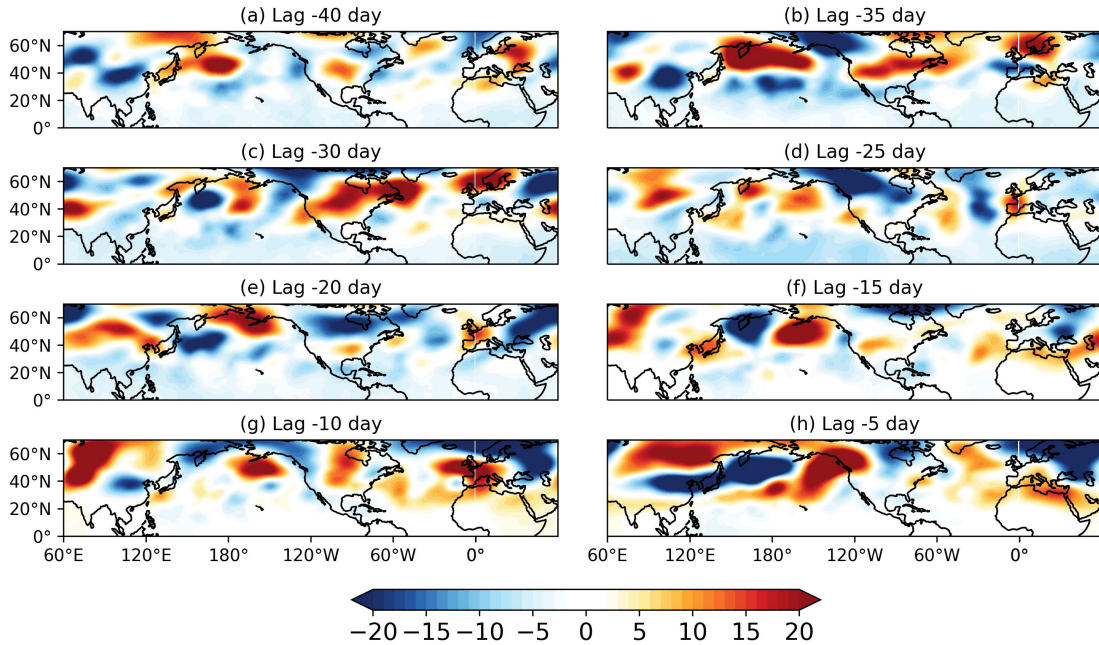 (a) Lag -40 day
(b) Lag -35 day
60°N
40°N
20°N
0°
(c) Lag -30 day
(d) Lag -25 day
60°N
40°N
20°N
0°
(e) Lag -20 day
(f) Lag -15 day
60°N
40°N
20°N
0°
(g) Lag -10 day
(h) Lag -5 day
60°N
40°N
20°N
0°
60°E 120°E 180° 120°W 60°W 0° 60°E 120°E 180° 120°W 60°W 0°
−20 −15 −10 −5 0 5 10 15 20